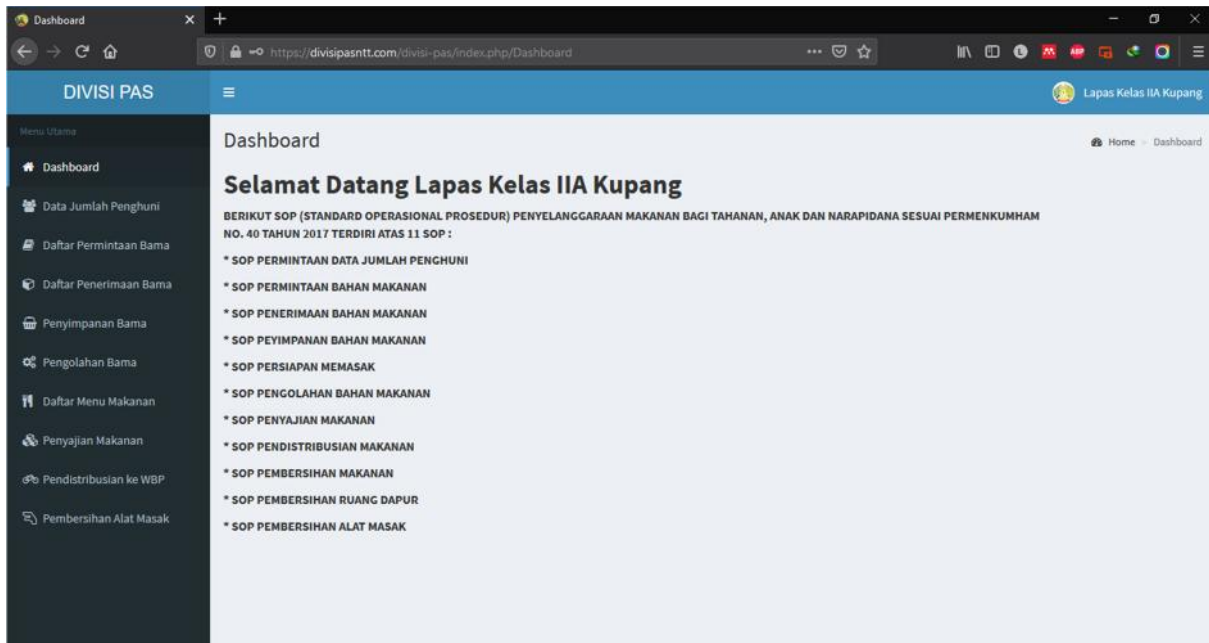 Dashboard
https://divisipasntt.com/divisi-pas/index.php/Dashboard
ABP
DIVISI PAS
Lapas Kelas IIA Kupang
Menu Utama
Dashboard
Data Jumlah Penghuni
Daftar Permintaan Bama
Daftar Penerimaan Bama
Penyimpanan Bama
Pengolahan Bama
Daftar Menu Makanan
Penyajian Makanan
Pendistribusian ke WBP
Pembersihan Alat Masak
Dashboard
Home > Dashboard
Selamat Datang Lapas Kelas IIA Kupang
BERIKUT SOP (STANDARD OPERASIONAL PROSEDUR) PENYELANGGARAAN MAKANAN BAGI TAHANAN, ANAK DAN NARAPIDANA SESUAI PERMENKUMHAM
NO. 40 TAHUN 2017 TERDIRI ATAS 11 SOP :
* SOP PERMINTAAN DATA JUMLAH PENGHUNI
* SOP PERMINTAAN BAHAN MAKANAN
* SOP PENERIMAAN BAHAN MAKANAN
* SOP PEYIMPANAN BAHAN MAKANAN
* SOP PERSIAPAN MEMASAK
* SOP PENGOLAHAN BAHAN MAKANAN
* SOP PENYAJIAN MAKANAN
* SOP PENDISTRIBUSIAN MAKANAN
* SOP PEMBERSIHAN MAKANAN
* SOP PEMBERSIHAN RUANG DAPUR
* SOP PEMBERSIHAN ALAT MASAK